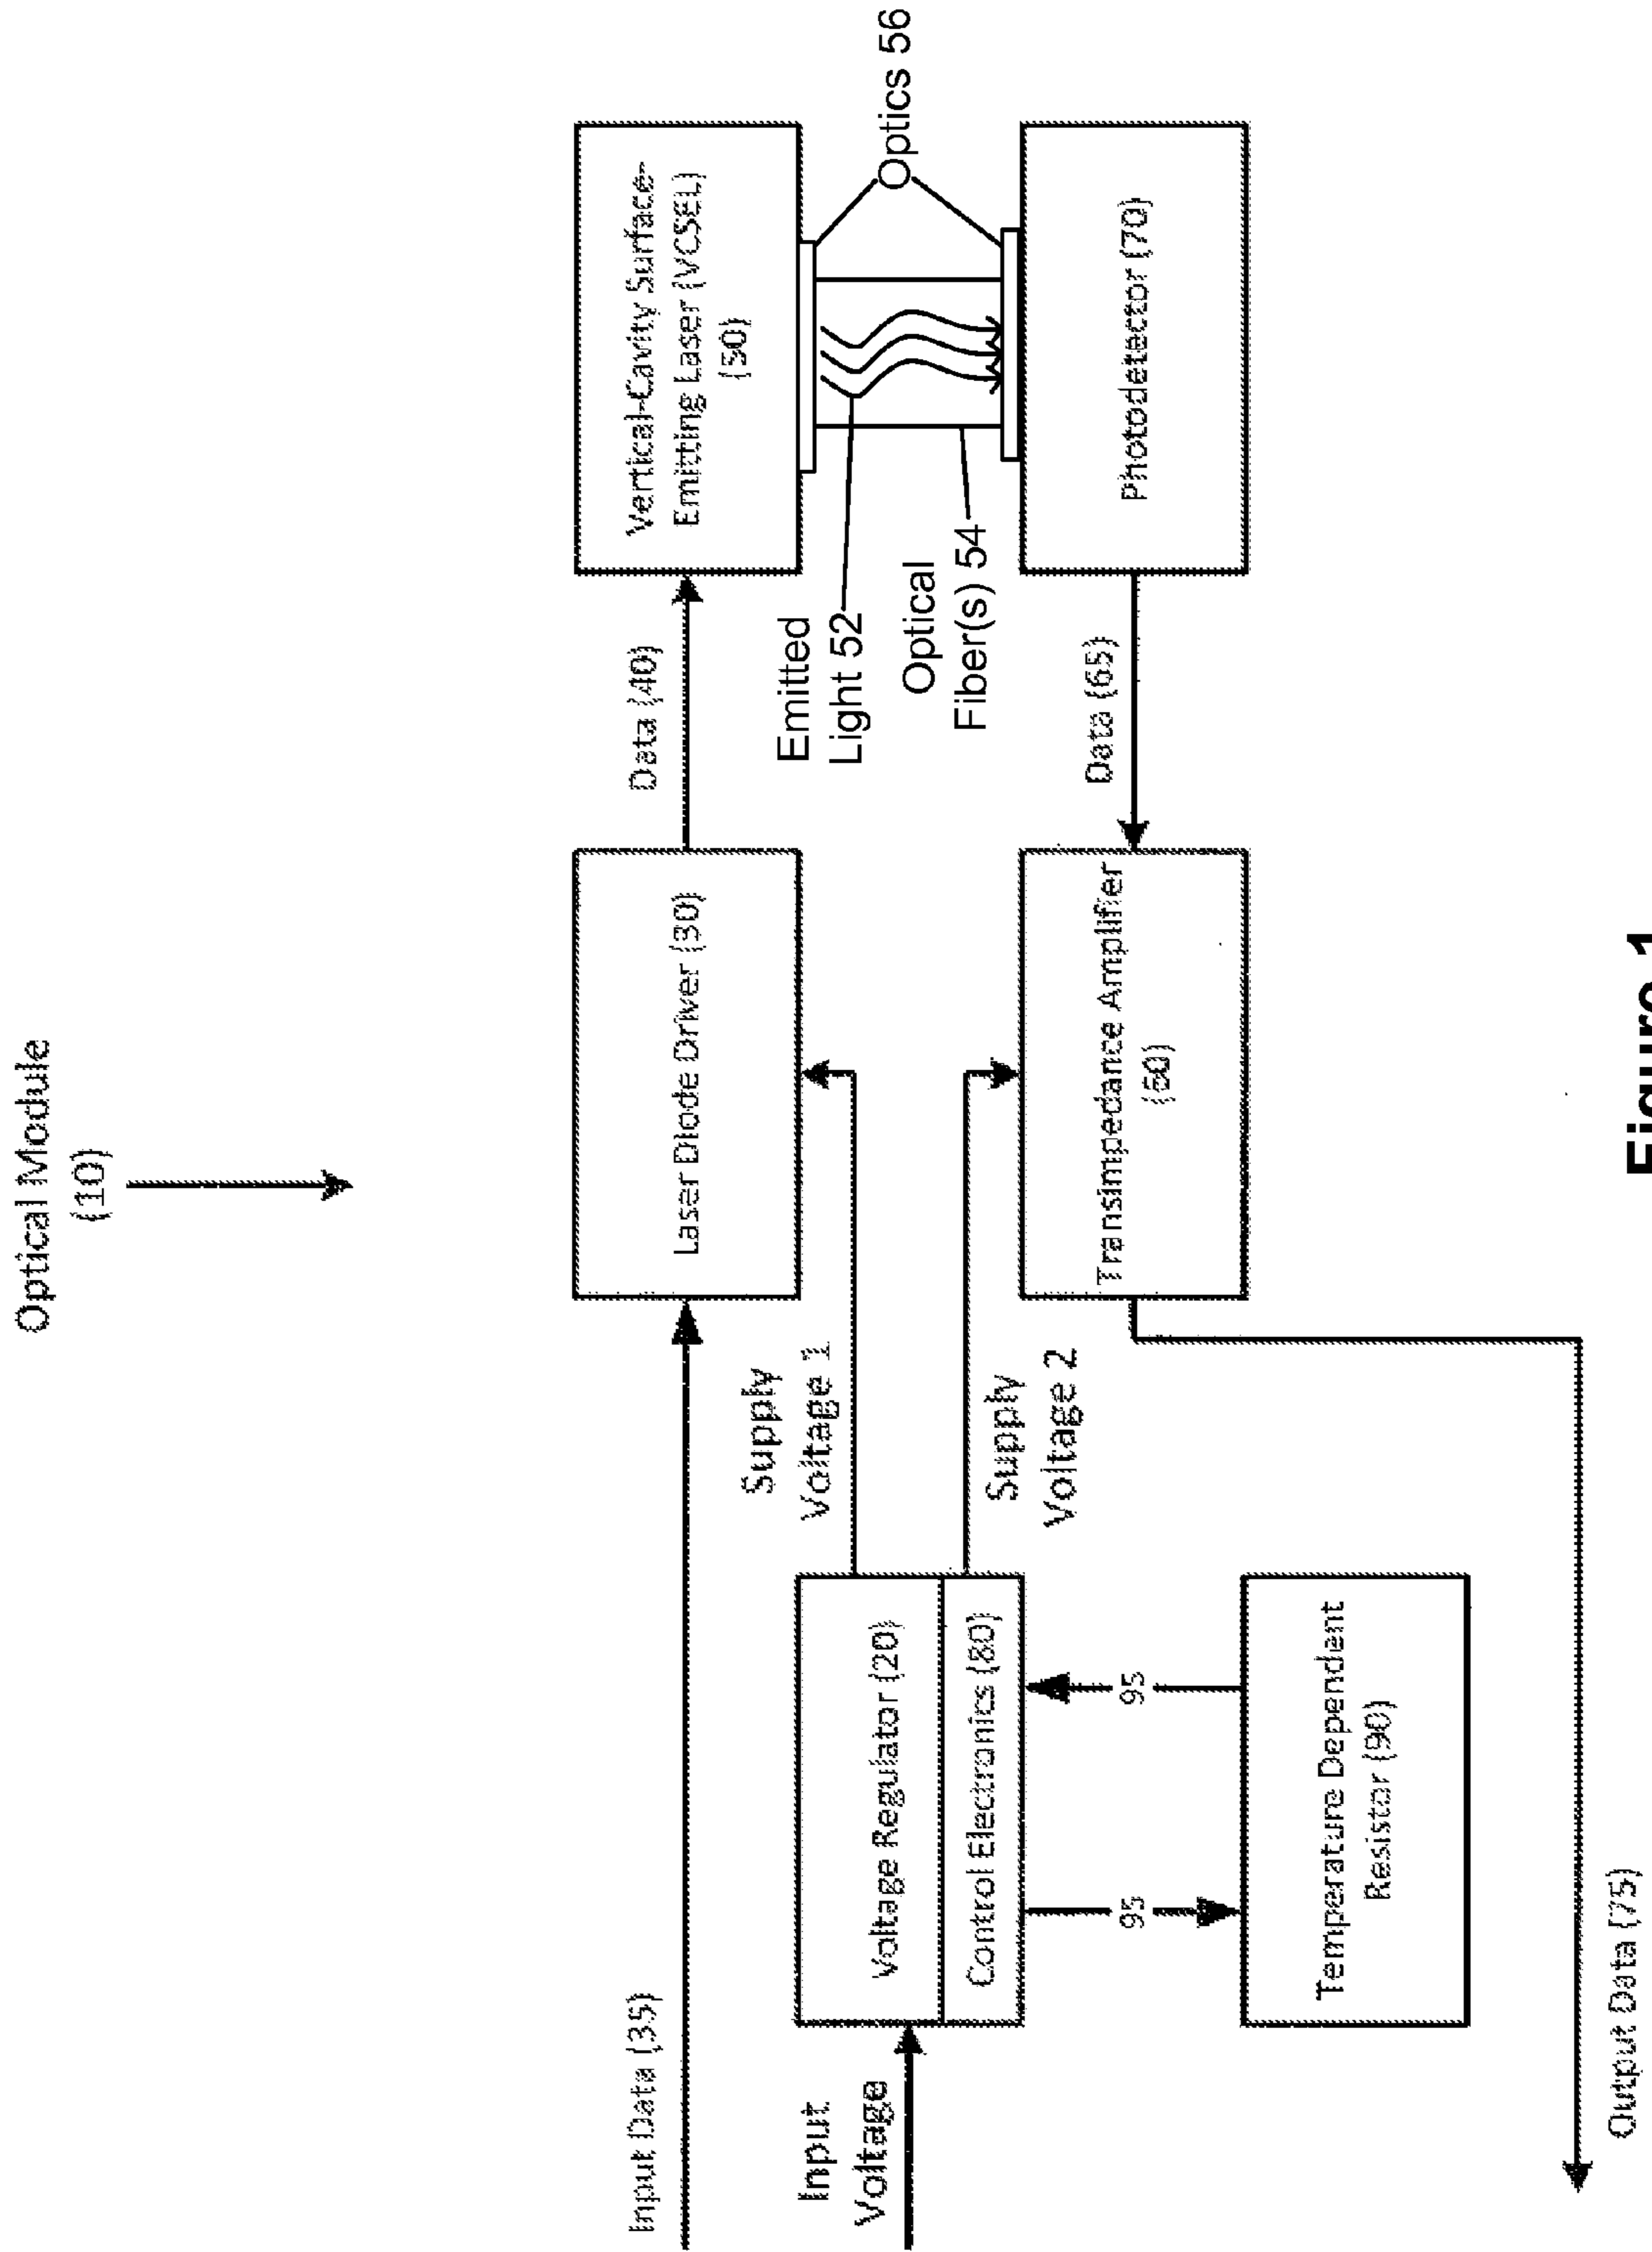 Optical Module
(10)
Input Data (35)
Laser Diode Driver (30)
Data (40)
Vertical-Cavity Surface-
Emitting Laser (VCSEL)
(50)
Input
Voltage
Voltage Regulator (20)
Control Electronics (80)
Supply
Voltage 1
Supply
Voltage 2
Emitted
Light 52
Optical
Fiber(s) 54
Optics 56
Transimpedance Amplifier
(60)
Data (65)
Photodetector (70)
95
95
Temperature Dependent
Resistor (90)
Output Data (75)
Figure 1